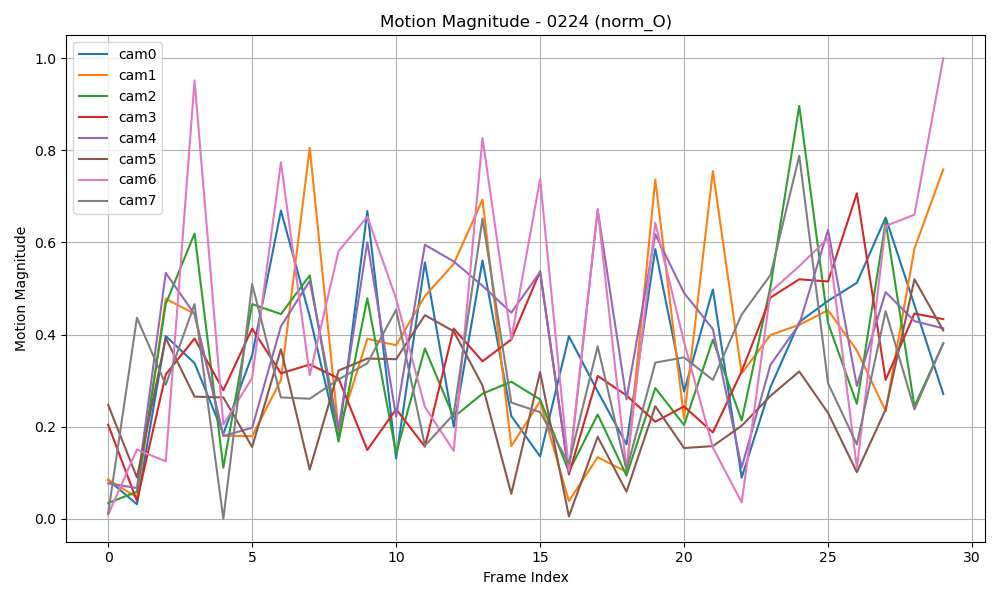 Motion Magnitude - 0224 (norm_O)
cam0
cam1
cam2
cam3
cam4
cam5
cam6
cam7
Motion Magnitude
1.0
0.8
0.6
0.4
0.2
0.0
0 5 10 15 20 25 30
Frame Index